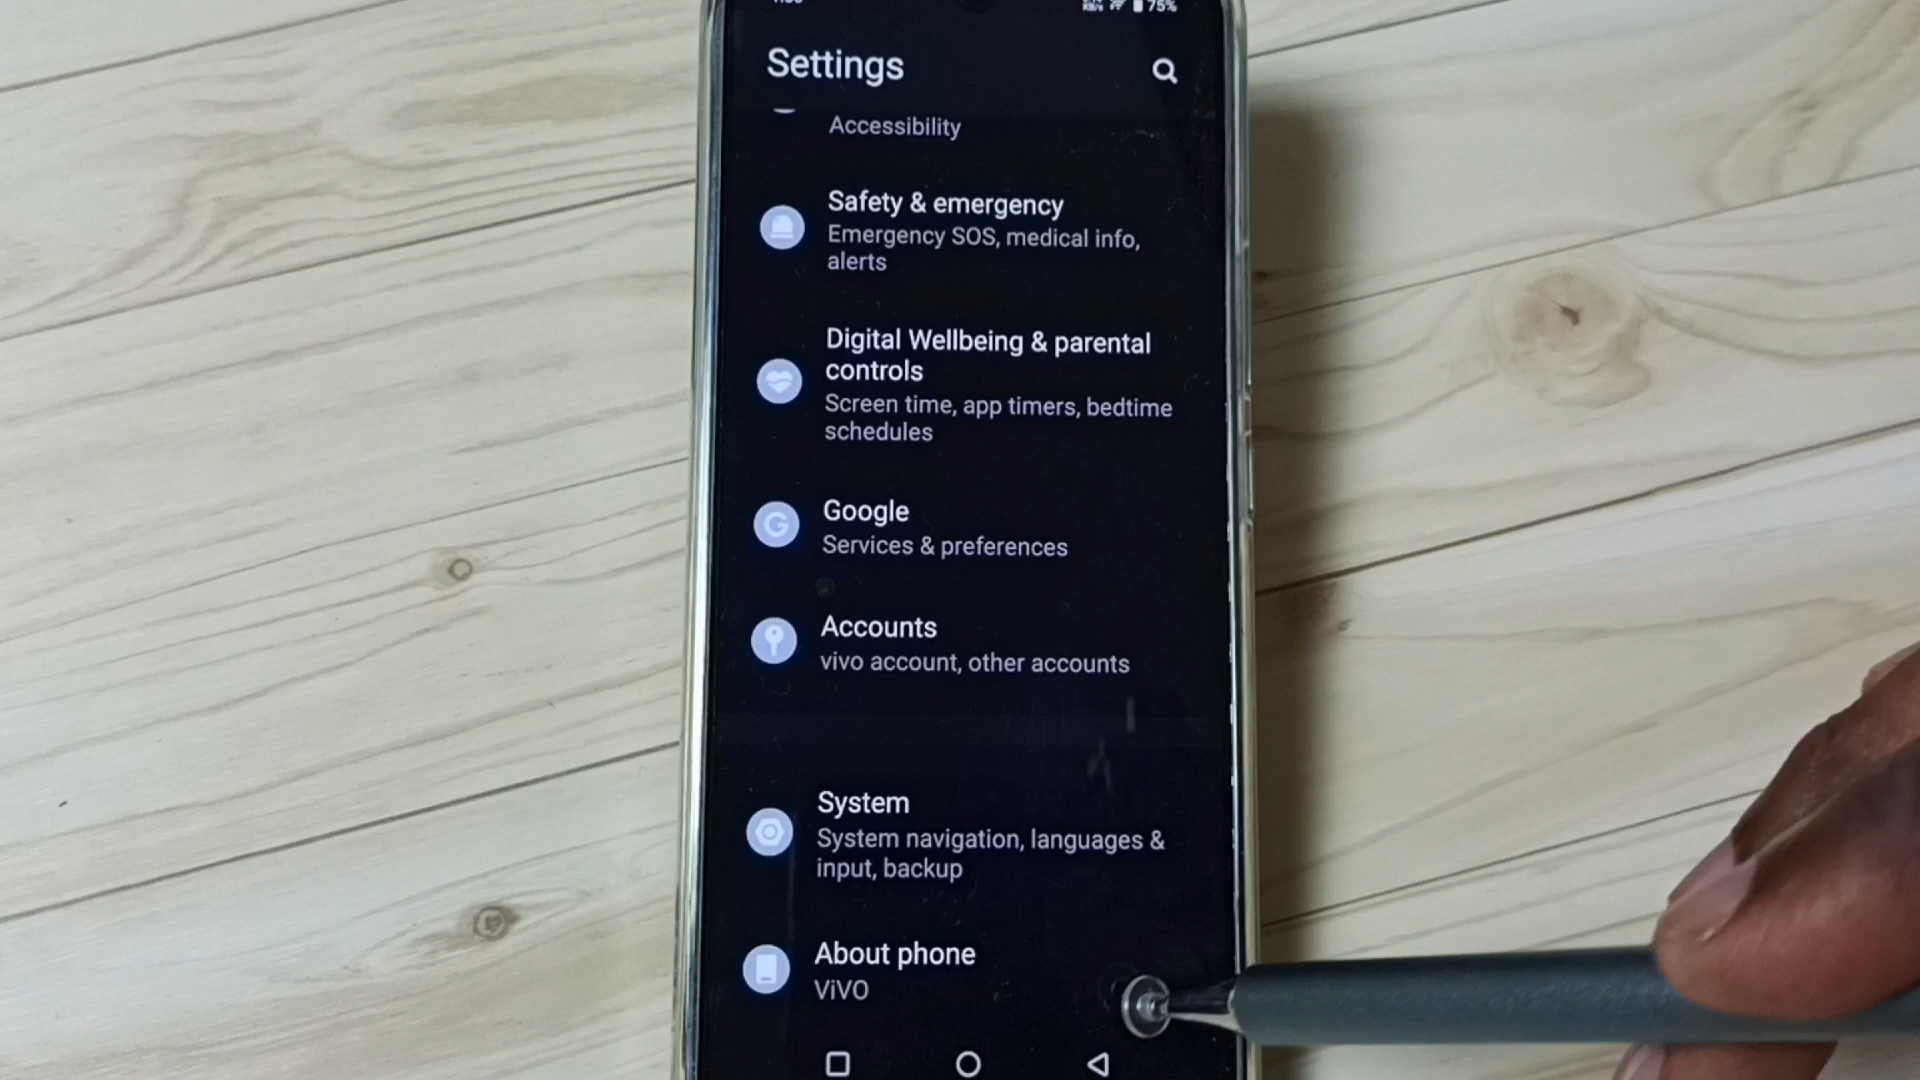 75%
Settings
Accessibility
Safety & emergency
Emergency SOS, medical info,
alerts
Digital Wellbeing & parental
controls
Screen time, app timers, bedtime
schedules
Google
Services & preferences
Accounts
vivo account, other accounts
System
System navigation, languages &
input, backup
About phone
ViVO